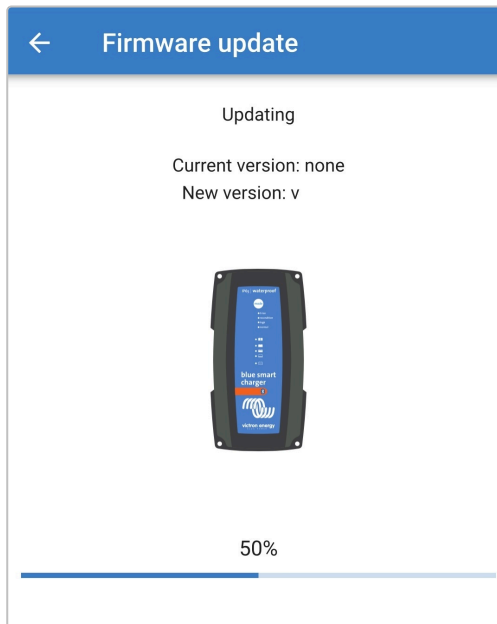 Firmware update
Updating
Current version: none
New version: v
blue smart
charger
victron energy
50%